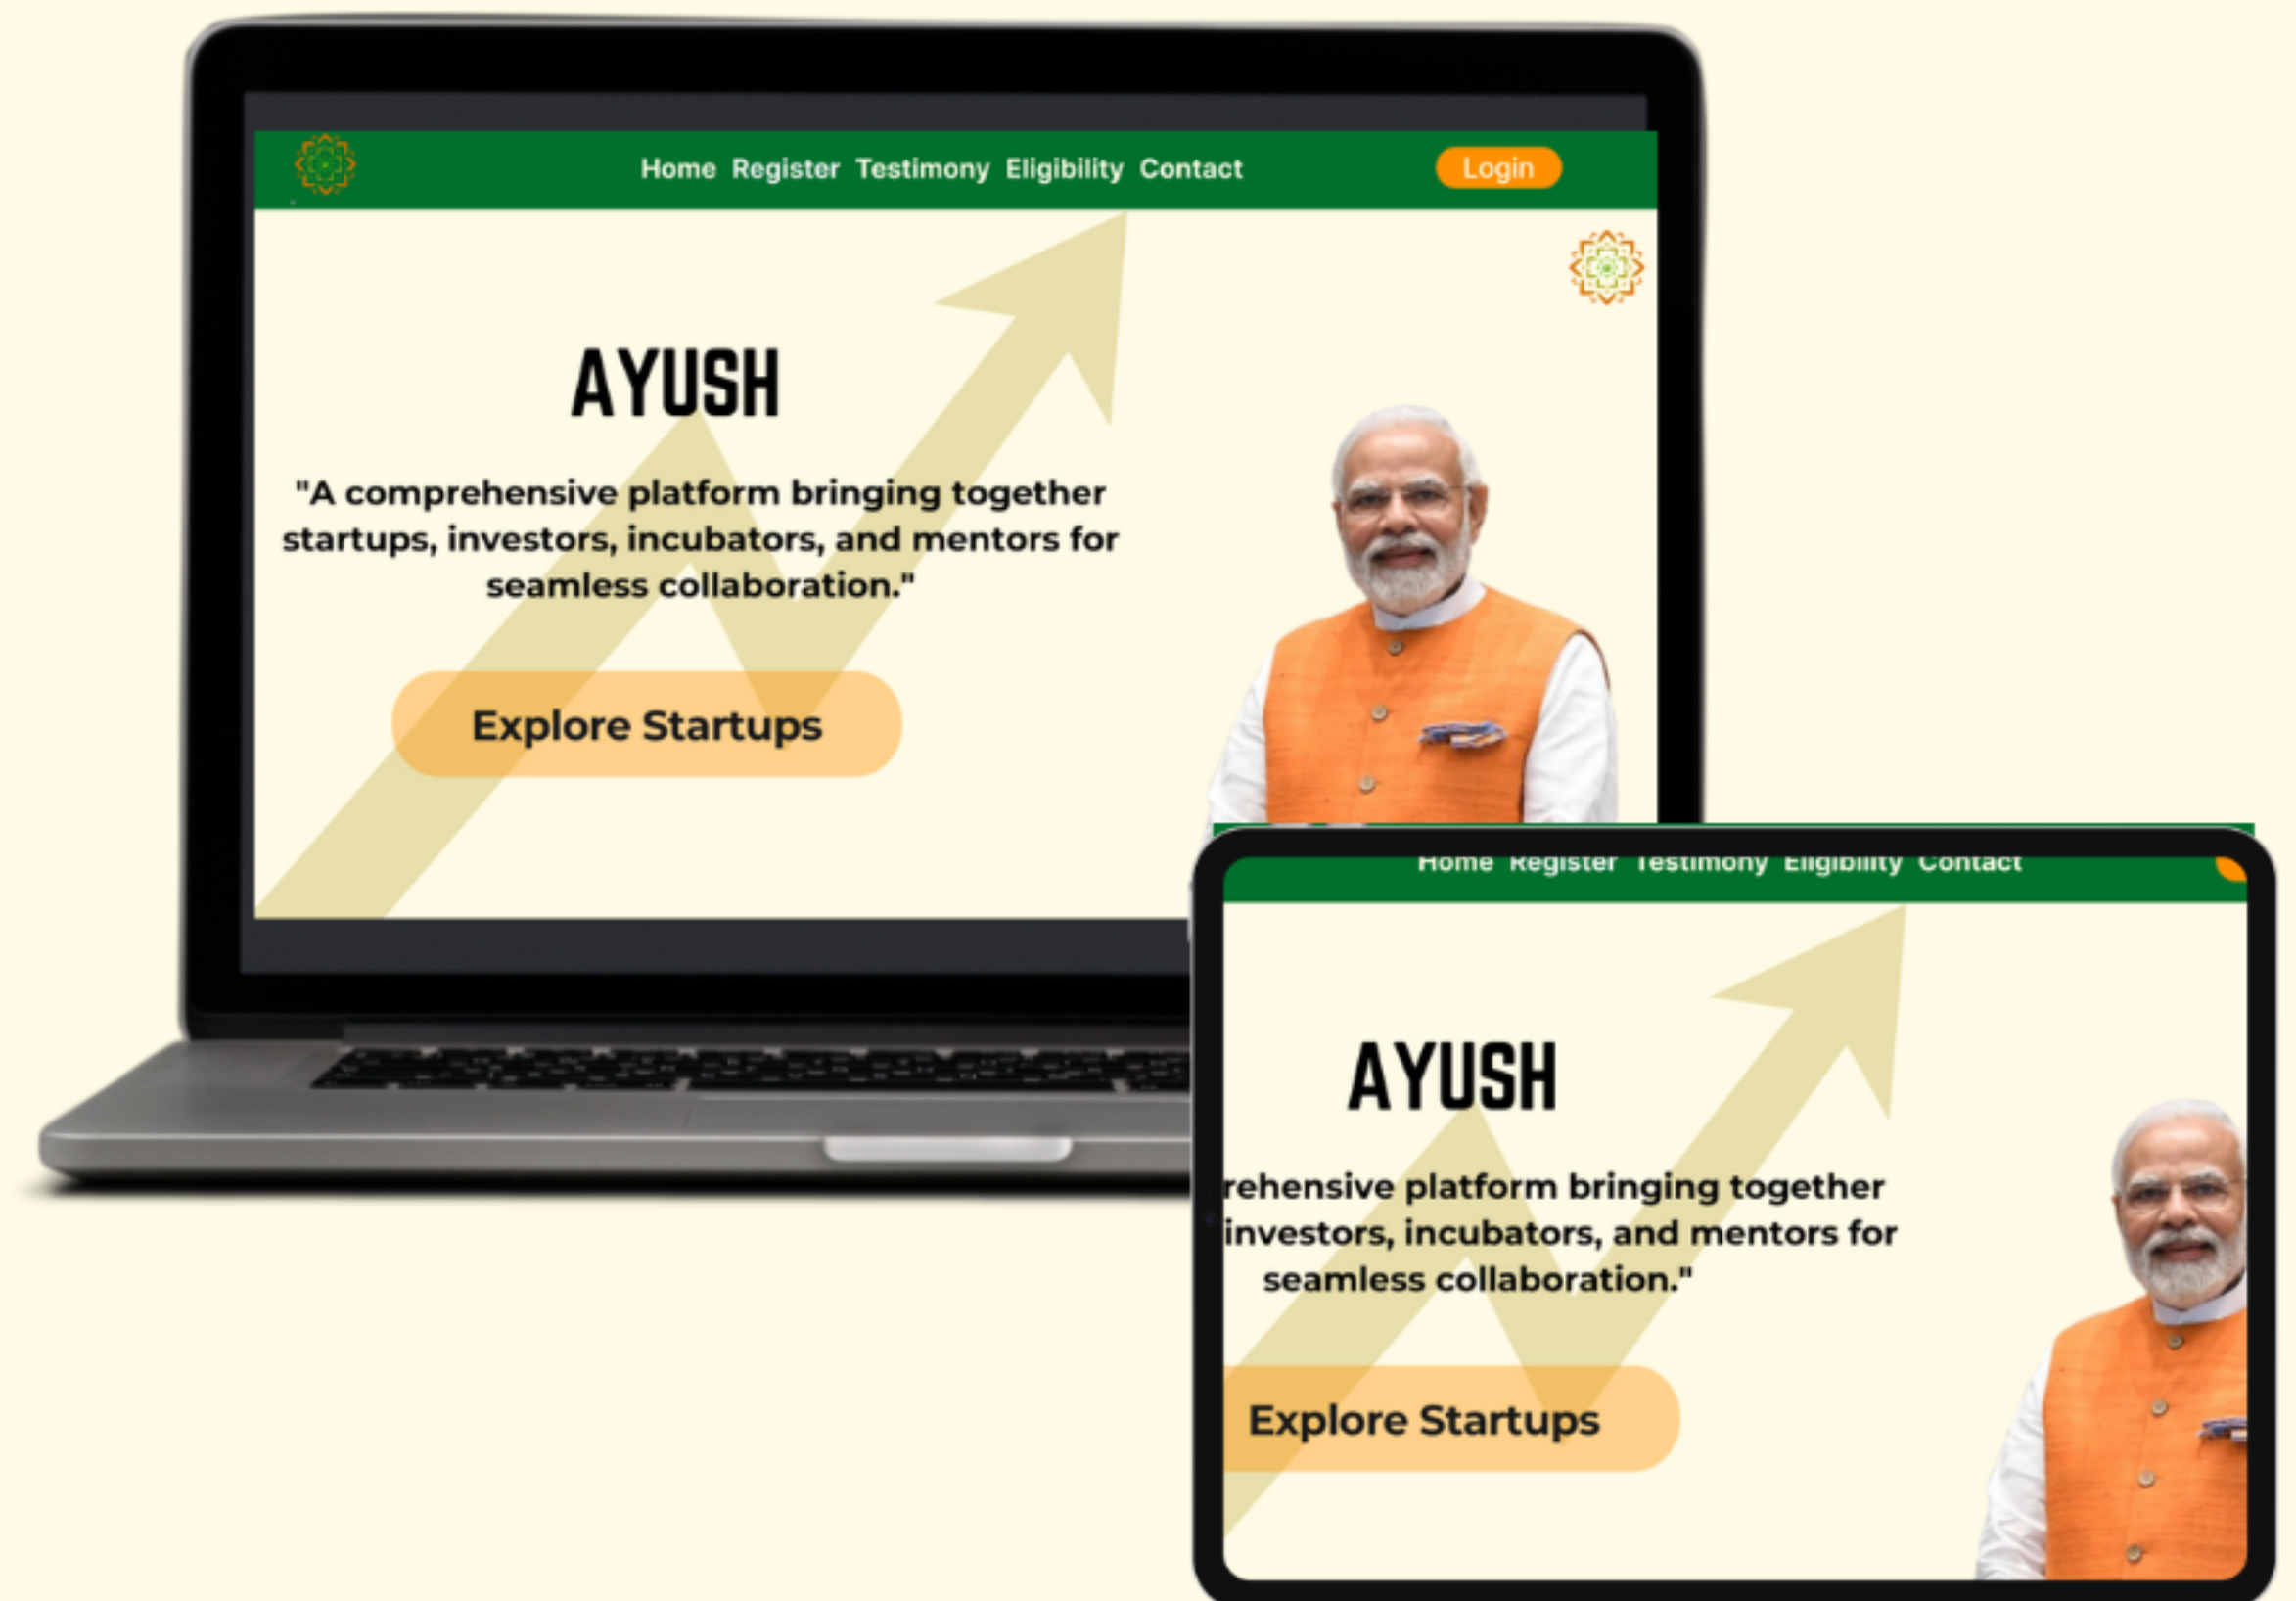 Home Register Testimony Eligibility Contact
Login
AYUSH
"A comprehensive platform bringing together
startups, investors, incubators, and mentors for
seamless collaboration."
Explore Startups
Home Register Testimony Eligibility Contact
AYUSH
rehensive platform bringing together
investors, incubators, and mentors for
seamless collaboration."
Explore Startups